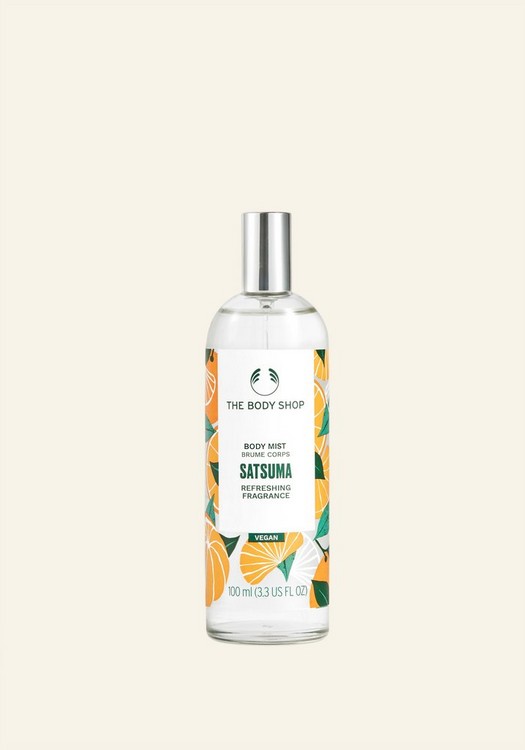 THE BODY SHOP
BODY MIST
BRUME CORPS
SATSUMA
REFRESHING
FRAGRANCE
VEGAN
100 ml (3.3 US FL OZ)